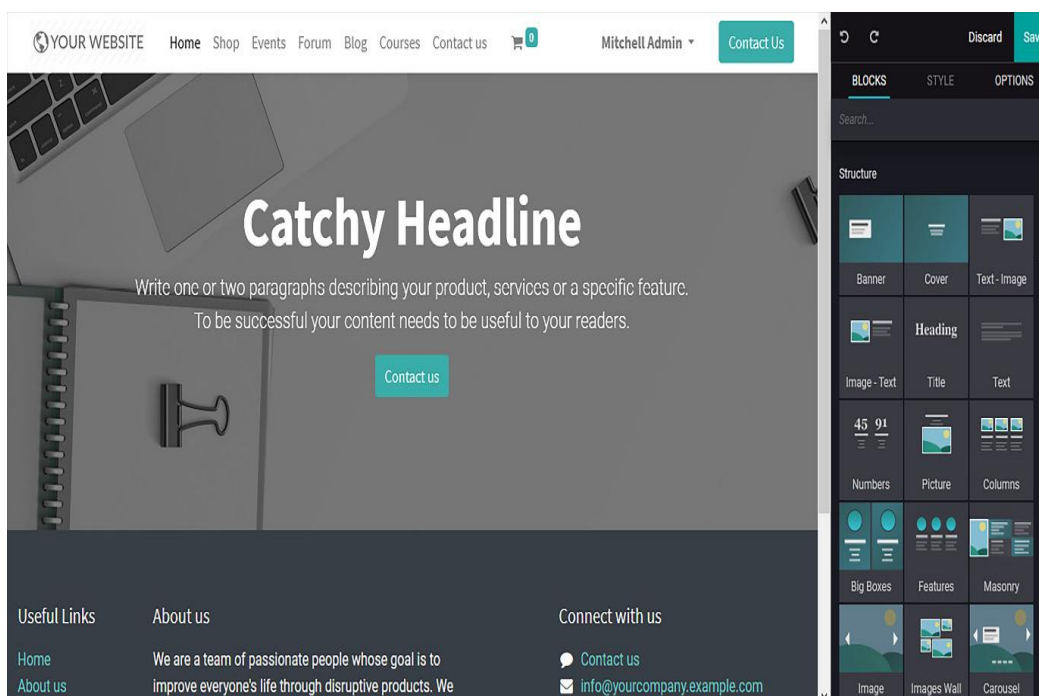 YOUR WEBSITE Home Shop Events Forum Blog Courses Contact us 0 Mitchell Admin Contact Us
Catchy Headline
Write one or two paragraphs describing your product, services or a specific feature.
To be successful your content needs to be useful to your readers.
Contact us
Useful Links
Home
About us
About us
We are a team of passionate people whose goal is to
improve everyone's life through disruptive products. We
Connect with us
Contact us
info@yourcompany.example.com
Discard Sav
BLOCKS STYLE OPTIONS
Search...
Structure
Banner Cover Text - Image
Heading
Image - Text Title Text
45 91
Numbers Picture Columns
Big Boxes Features Masonry
Image Images Wall Carousel